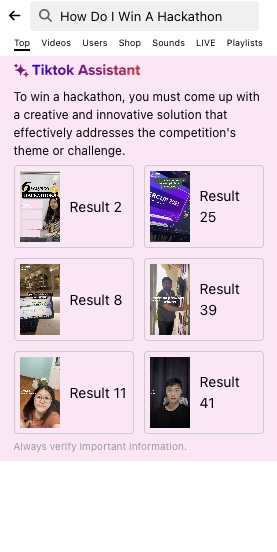 How Do I Win A Hackathon
Top Videos Users Shop Sounds LIVE Playlists
Tiktok Assistant
To win a hackathon, you must come up with
a creative and innovative solution that
effectively addresses the competition's
theme or challenge.
Result 2
Result
25
Result 8
Result
39
Result 11
Result
41
Always verify important information.